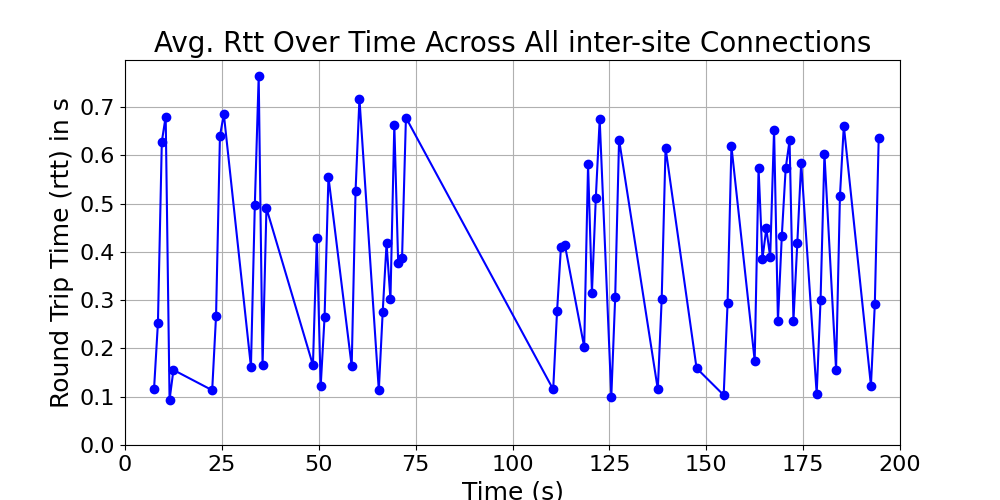 Avg. Rtt Over Time Across All inter-site Connections
Round Trip Time (rtt) in s
0.7
0.6
0.5
0.4
0.3
0.2
0.1
0.0
0 25 50 75 100 125 150 175 200
Time (s)